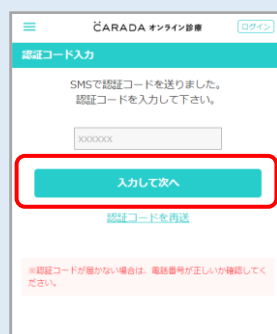 CARADA オンライン診療
ログイン
認証コード入力
SMSで認証コードを送りました。
認証コードを入力して下さい。
xxxxxx
入力して次へ
認証コードを再送
※認証コードが届かない場合は、電話番号が正しいか確認してく
ださい。